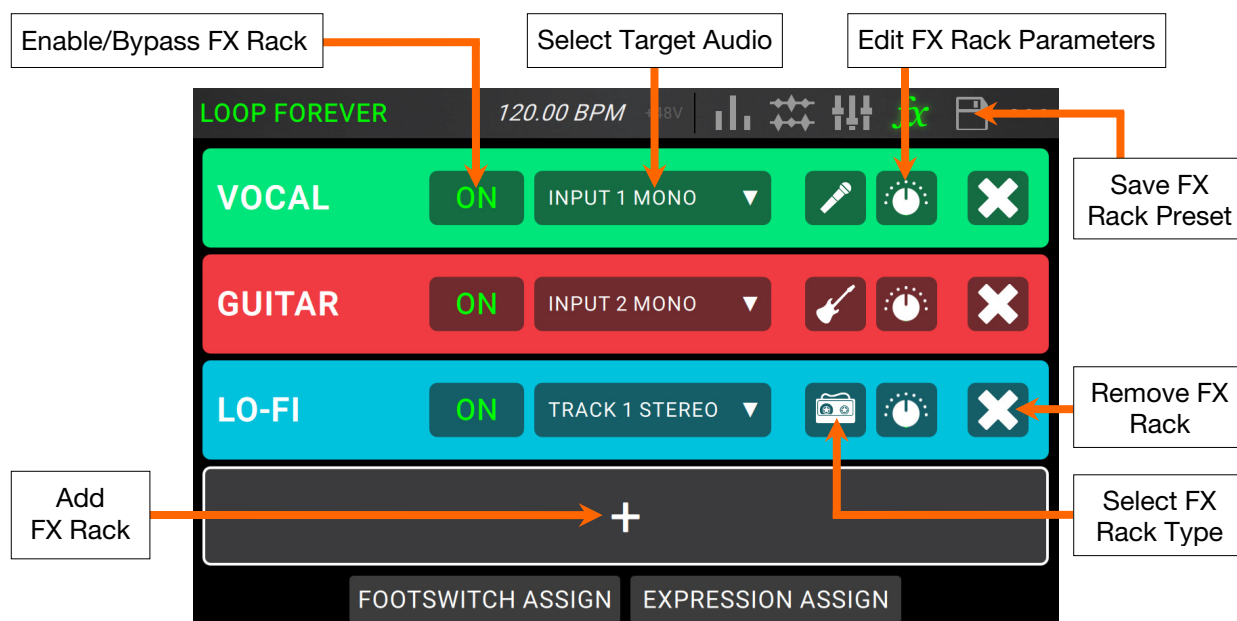 Enable/Bypass FX Rack
Select Target Audio
Edit FX Rack Parameters
LOOP FOREVER
120.00 BPM
+48V
fx
Save FX
Rack Preset
VOCAL
ON
INPUT 1 MONO
GUITAR
ON
INPUT 2 MONO
LO-FI
ON
TRACK 1 STEREO
Remove FX
Rack
Add
FX Rack
+
Select FX
Rack Type
FOOTSWITCH ASSIGN
EXPRESSION ASSIGN